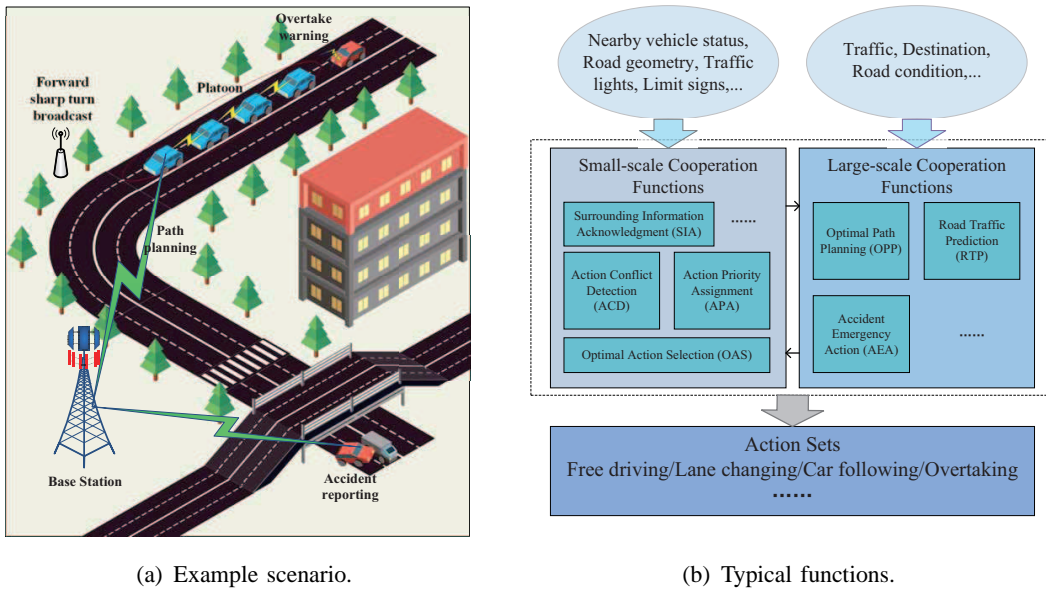 Overtake
warning
Platoon
Forward
sharp turn
broadcast
Path
planning
Base Station
Accident
reporting
(a) Example scenario.
Nearby vehicle status,
Road geometry, Traffic
lights, Limit signs,...
Traffic, Destination,
Road condition,...
Small-scale Cooperation
Functions
Surrounding Information
Acknowledgment (SIA)
......
Action Conflict
Detection
(ACD)
Action Priority
Assignment
(APA)
Optimal Action Selection (OAS)
Large-scale Cooperation
Functions
Optimal Path
Planning (OPP)
Road Traffic
Prediction
(RTP)
Accident
Emergency
Action (AEA)
......
Action Sets
Free driving/Lane changing/Car following/Overtaking
......
(b) Typical functions.